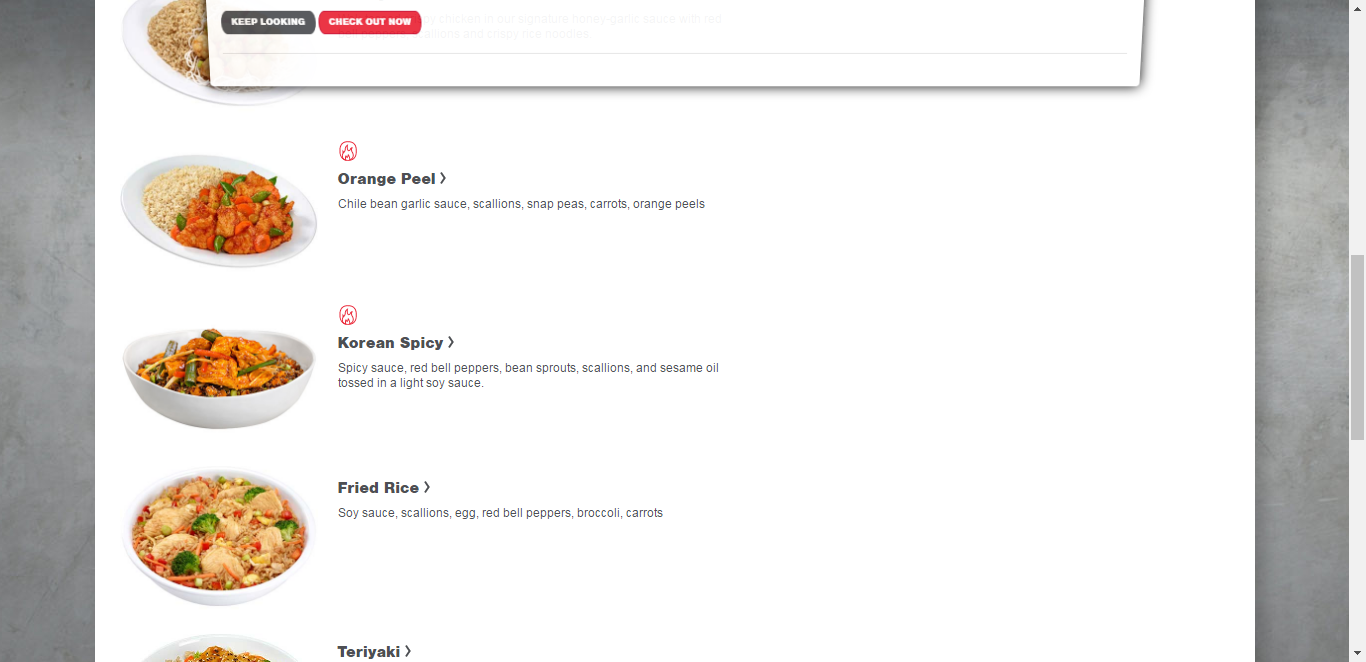 KEEP LOOKING CHECK OUT NOW
chicken in our signature honey garlic sauce with red
scallions and crispy rice noodles.
Orange Peel
Chile bean garlic sauce, scallions, snap peas, carrots, orange peels
Korean Spicy
Spicy sauce, red bell peppers, bean sprouts, scallions, and sesame oil
tossed in a light soy sauce.
Fried Rice
Soy sauce, scallions, egg, red bell peppers, broccoli, carrots
Teriyaki